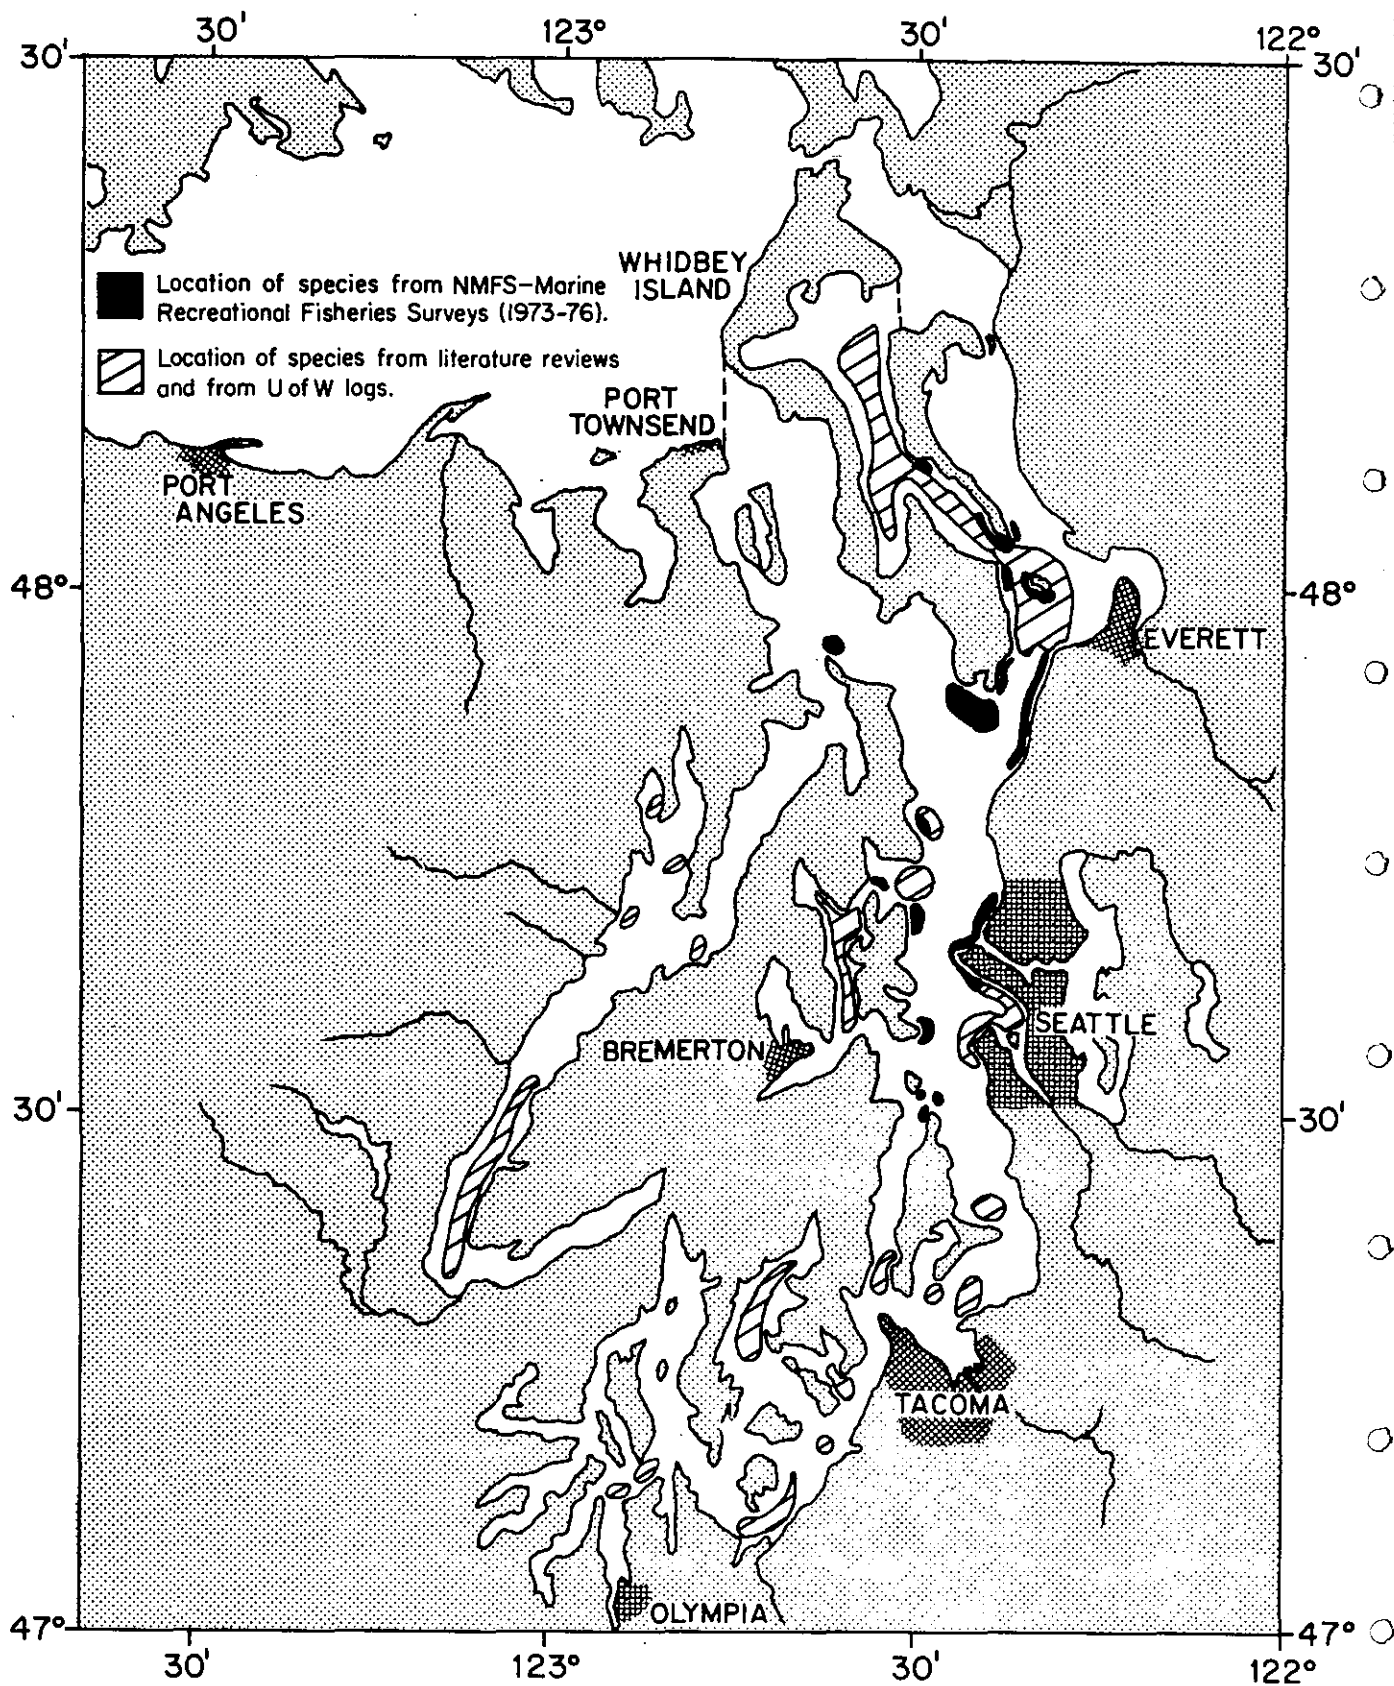 30' 123° 30' 122°
30' 30'
WHIDBEY
ISLAND
Location of species from NMFS-Marine
Recreational Fisheries Surveys (1973-76).
Location of species from literature reviews
and from U of W logs.
PORT
TOWNSEND
PORT
ANGELES
48° 48°
EVERETT
SEATTLE
BREMERTON
30' 30'
TACOMA
OLYMPIA
47° 47°
30' 123° 30' 122°